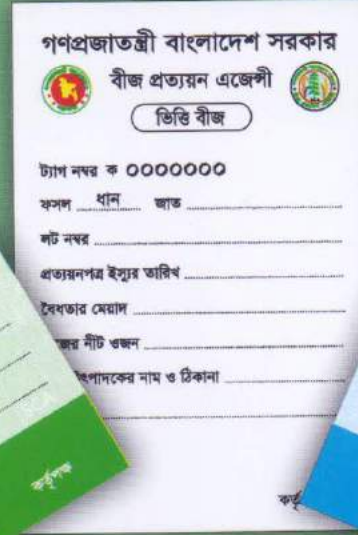 গণপ্রজাতন্ত্রী বাংলাদেশ সরকার
বীজ প্রত্যয়ন এজেন্সী
ভিত্তি বীজ
ট্যাগ নম্বর ক 0000000
ফসল ধান জাত
লট নম্বর
প্রত্যয়নপত্র ইস্যুর তারিখ
বৈধতার মেয়াদ
নীট ওজন
নাম ও ঠিকানা
কর্তৃপক্ষ